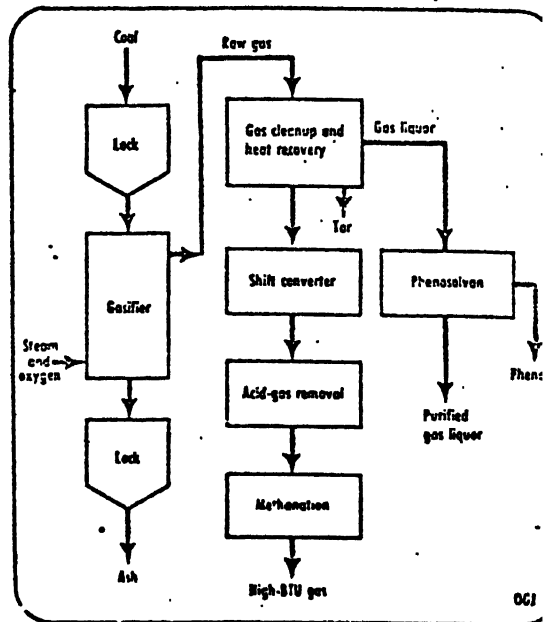 Coal
Raw gas
Lock
Gas cleanup and
heat recovery
Gas liquor
Tar
Gasifier
Shift converter
Phenosolvan
Steam
and
oxygen
Acid-gas removal
Purified
gas liquor
Lock
Methanation
Ash
High-BTU gas